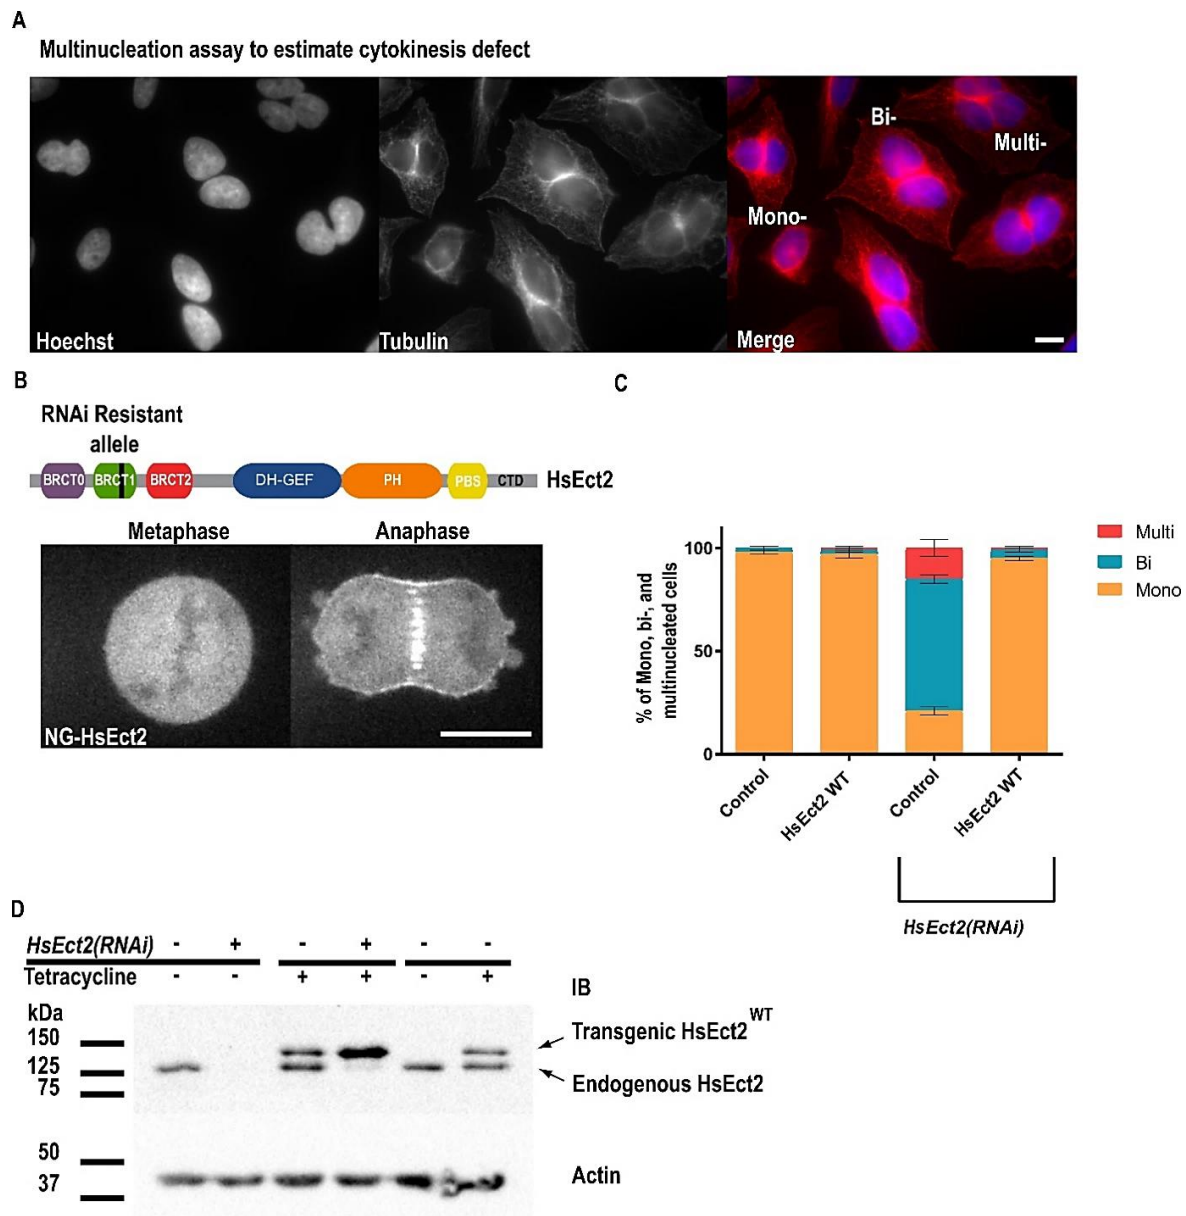 A
Multinucleation assay to estimate cytokinesis defect
Hoechst
Tubulin
Bi-
Multi-
Mono-
Merge
B
RNAi Resistant
allele
BRCT0 BRCT1 BRCT2 DH-GEF PH PBS CTD HsEct2
Metaphase Anaphase
NG-HsEct2
C
% of Mono, bi-, and
multinucleated cells
100
50
0
Multi
Bi
Mono
Control HsEct2 WT Control HsEct2 WT
HsEct2(RNAi)
D
HsEct2(RNAi) - + - + - -
Tetracycline - - + + - +
kDa
150
125
75
50
37
IB
Transgenic HsEct2WT
Endogenous HsEct2
Actin